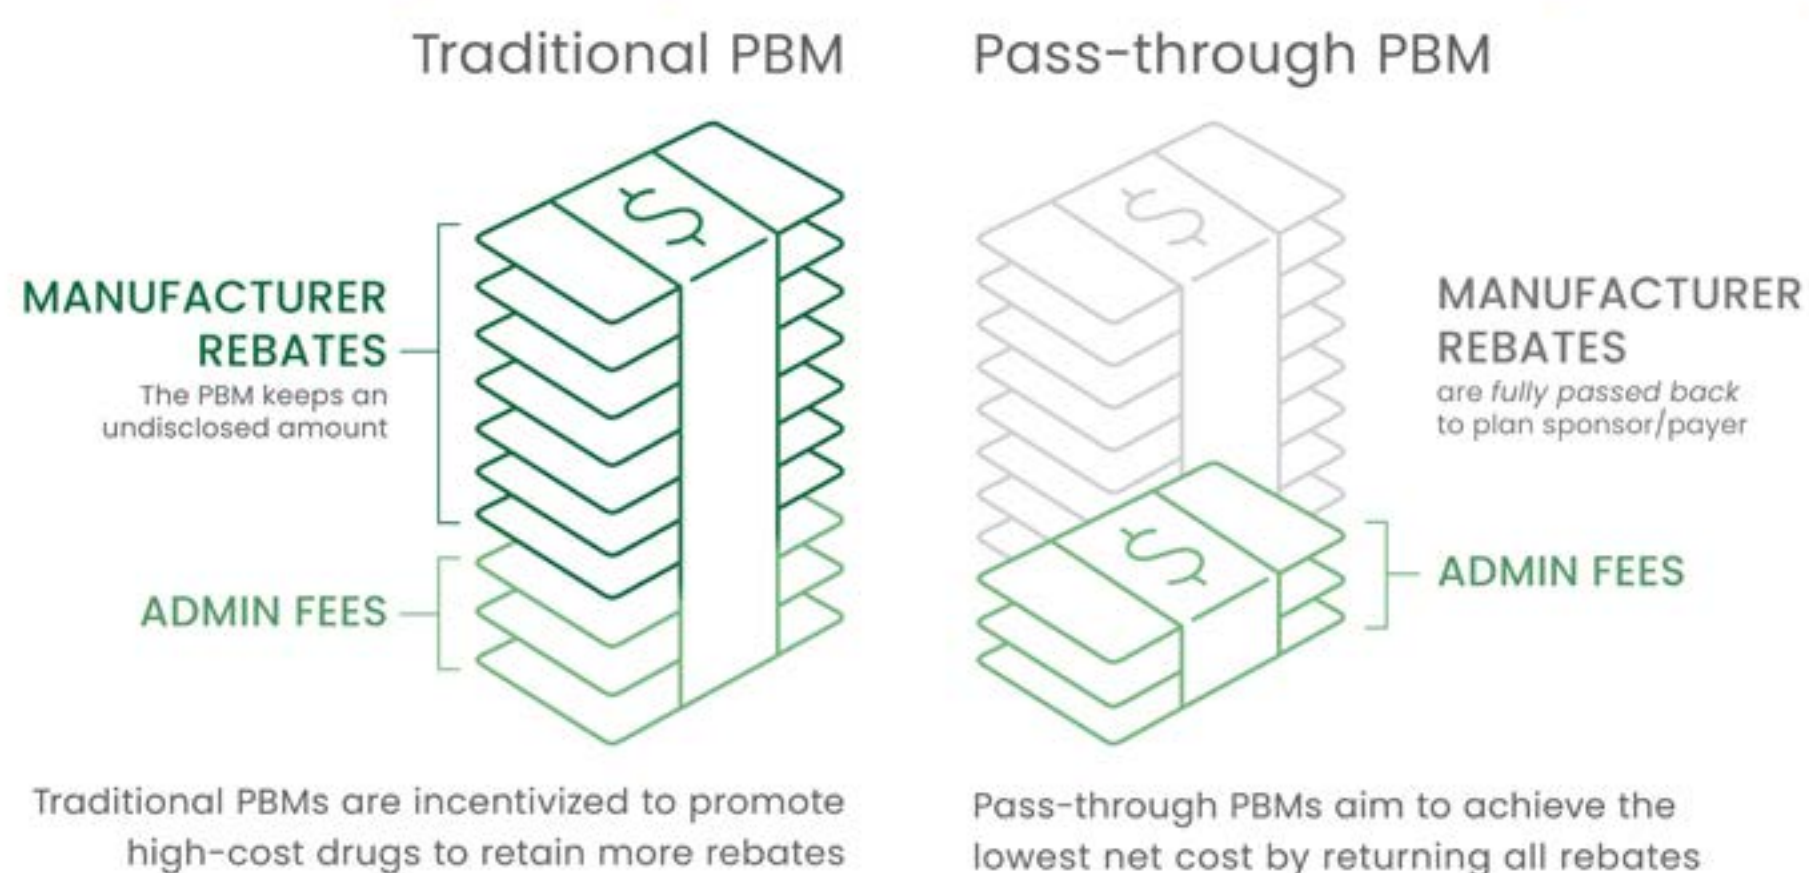 Traditional PBM
MANUFACTURER
REBATES
The PBM keeps an
undisclosed amount
ADMIN FEES
$
Traditional PBMs are incentivized to promote
high-cost drugs to retain more rebates
Pass-through PBM
$
MANUFACTURER
REBATES
are fully passed back
to plan sponsor/payer
$
ADMIN FEES
Pass-through PBMs aim to achieve the
lowest net cost by returning all rebates